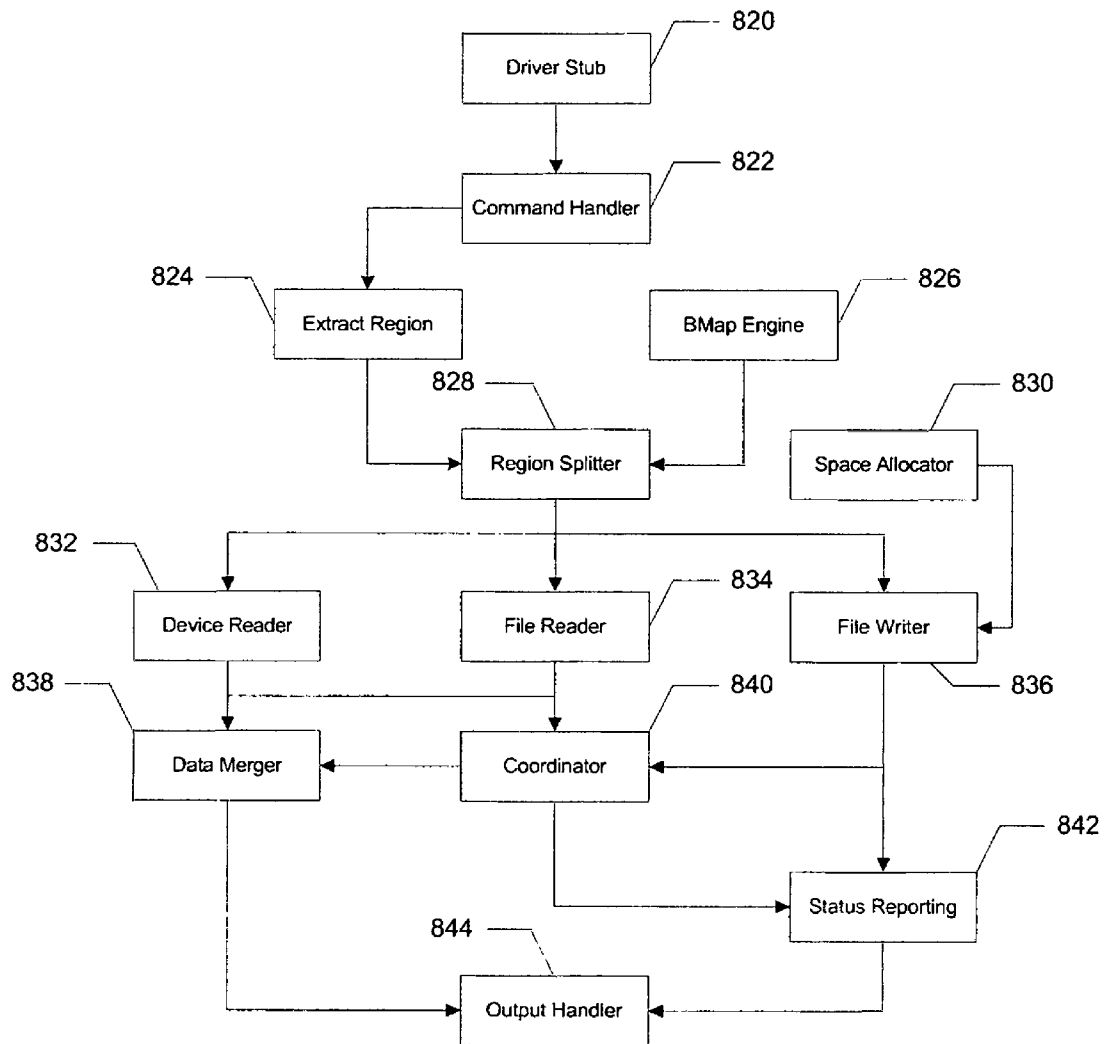 820
Driver Stub
822
Command Handler
824
826
Extract Region
BMap Engine
828
830
Region Splitter
Space Allocator
832
834
Device Reader
File Reader
File Writer
838
840
836
Data Merger
Coordinator
842
Status Reporting
844
Output Handler